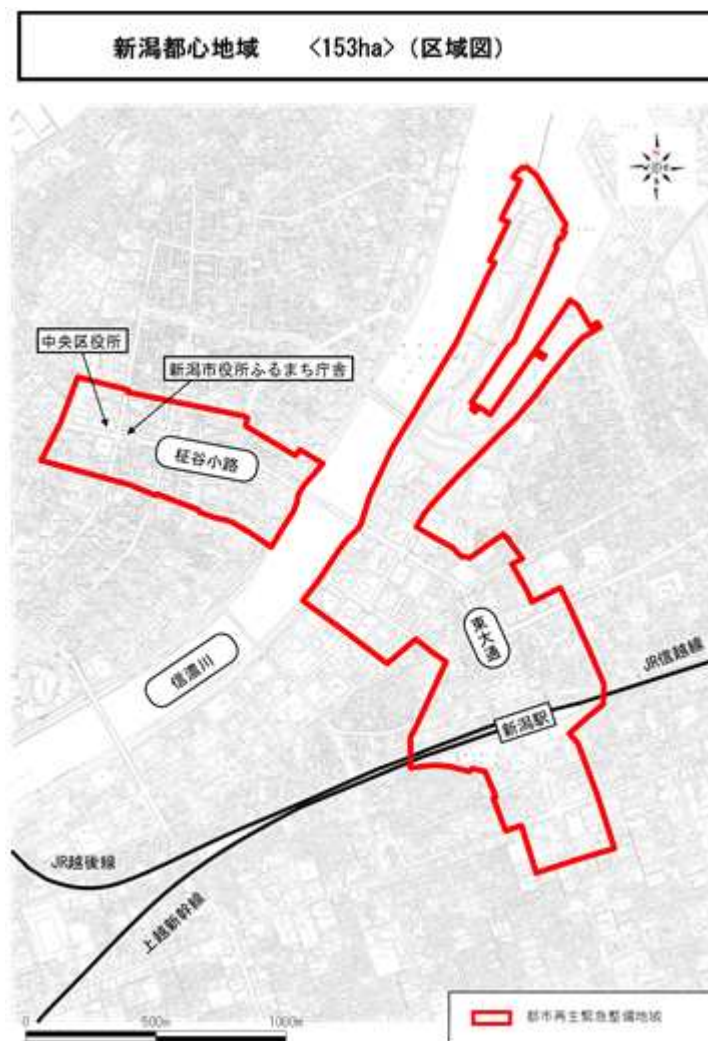 新潟都心地域 <153ha>（区域図）
中央区役所
新潟市役所ふるまち庁舎
柾谷小路
東大通
信濃川
JR信越線
新潟駅
JR越後線
上越新幹線
0 500m 1000m
都市再生緊急整備地域